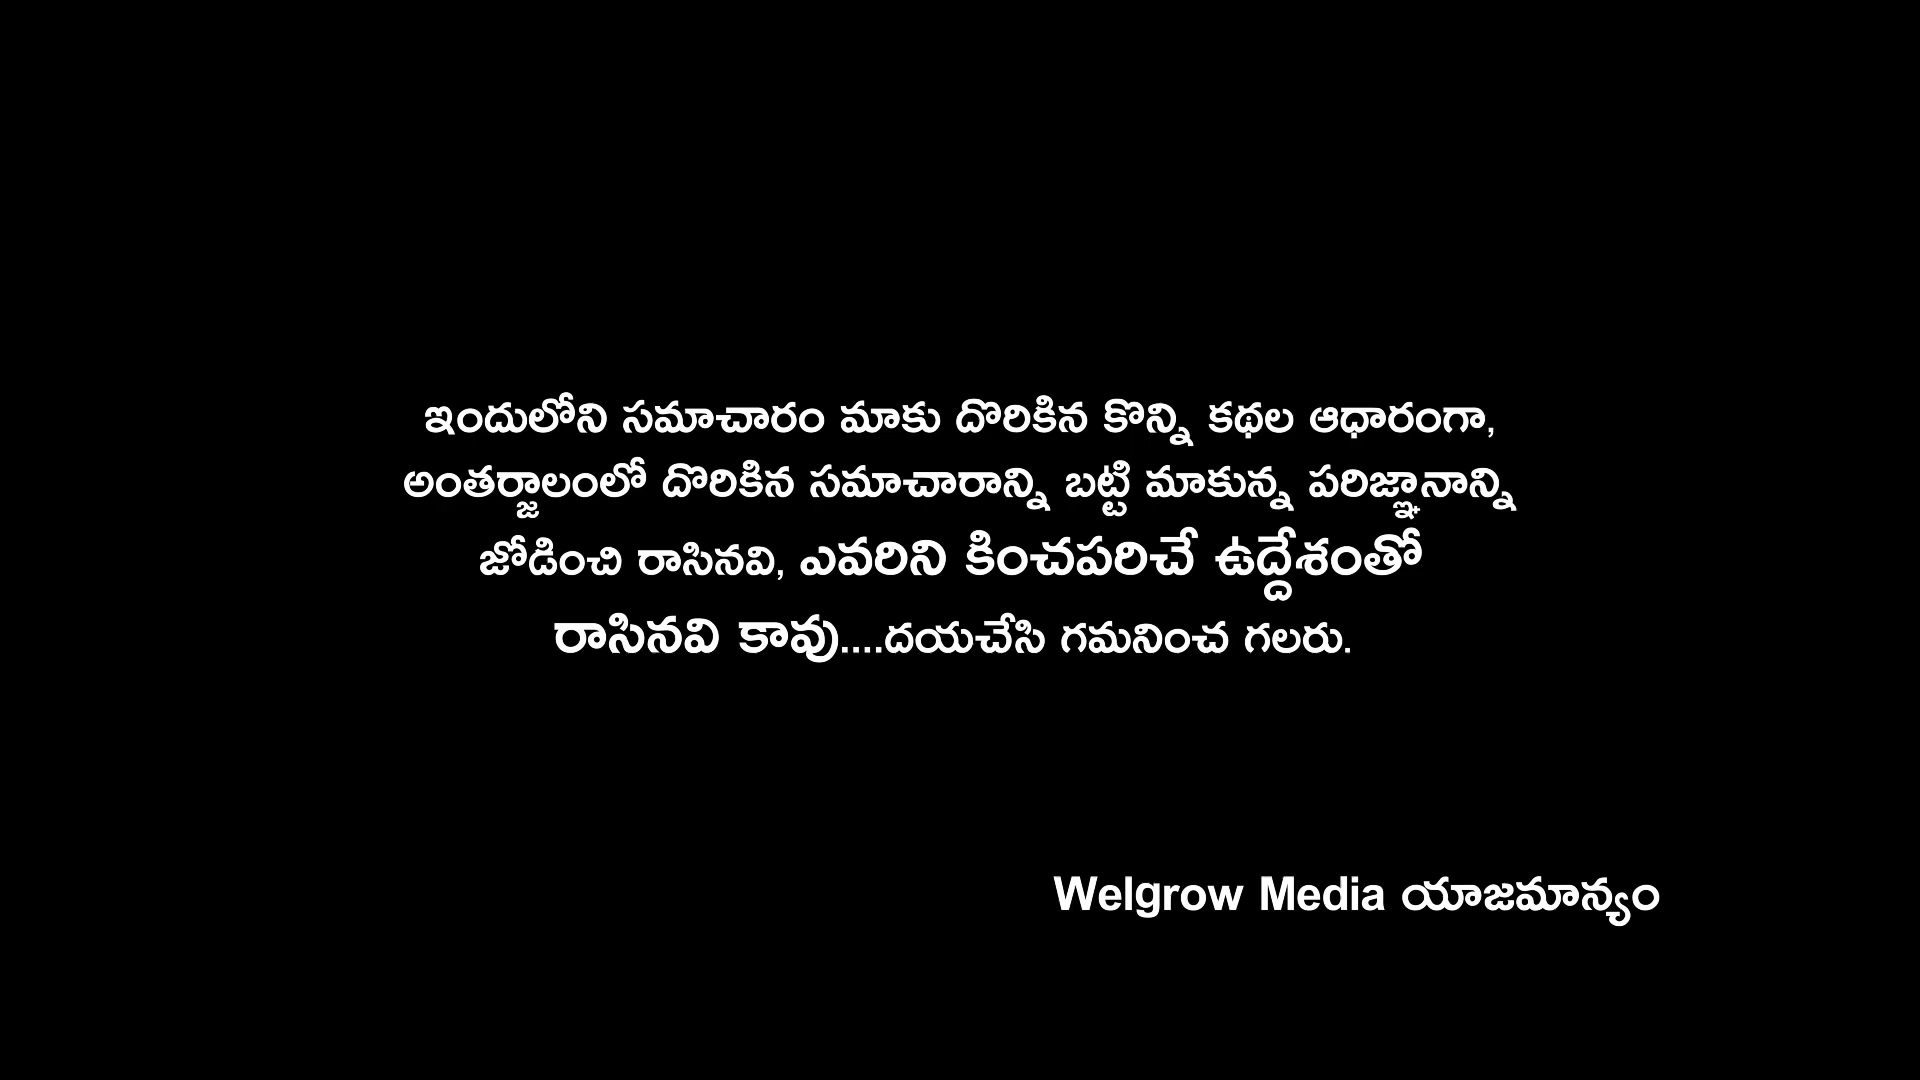 ఇందులోని సమాచారం మాకు దొరికిన కొన్ని కథల ఆధారంగా,
అంతర్జాలంలో దొరికిన సమాచారాన్ని బట్టి మాకున్న పరిజ్ఞానాన్ని
జోడించి రాసినవి, ఎవరిని కించపరిచే ఉద్దేశంతో
రాసినవి కావు....దయచేసి గమనించ గలరు.
Welgrow Media యాజమాన్యం